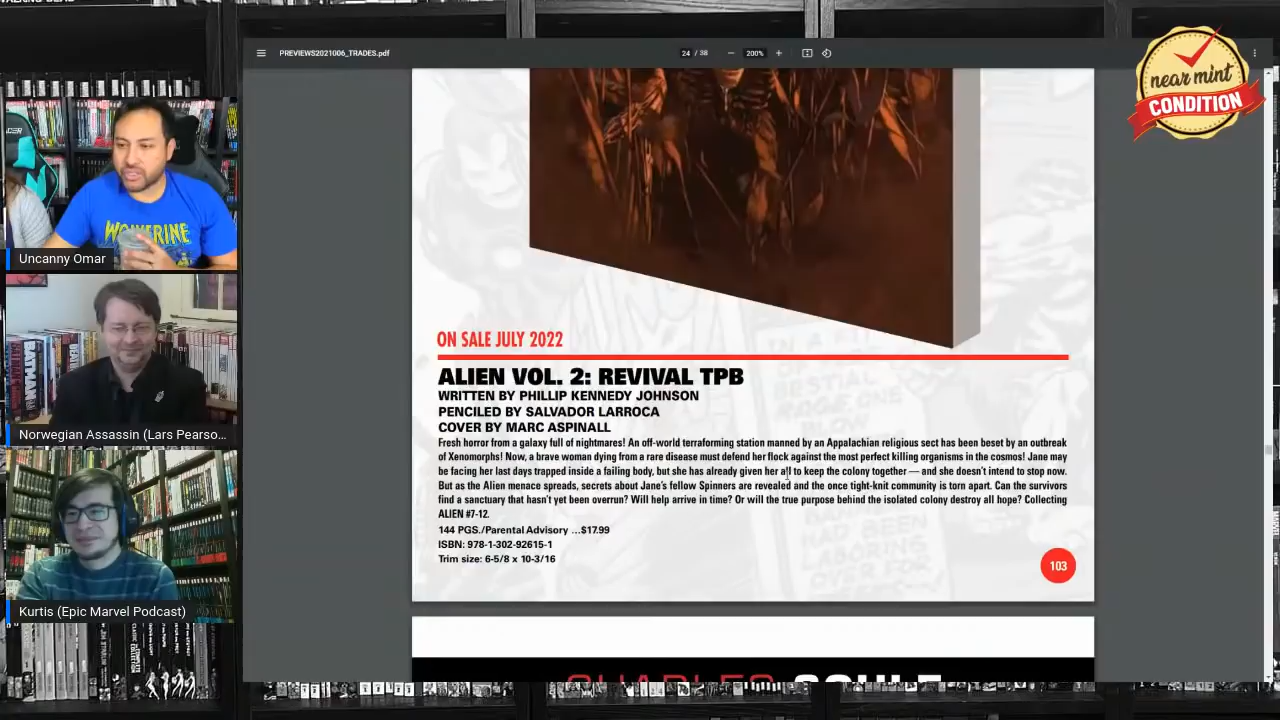 PREVIEWS2021006_TRADES.pdf
24 / 38
200%
near mint
CONDITION
WOLVERINE
Uncanny Omar
BATMAN
Norwegian Assassin (Lars Pearso...
Kurtis (Epic Marvel Podcast)
ON SALE JULY 2022
ALIEN VOL. 2: REVIVAL TPB
WRITTEN BY PHILLIP KENNEDY JOHNSON
PENCILED BY SALVADOR LARROCA
COVER BY MARC ASPINALL
Fresh horror from a galaxy full of nightmares! An off-world terraforming station manned by an Appalachian religious sect has been beset by an outbreak
of Xenomorphs! Now, a brave woman dying from a rare disease must defend her flock against the most perfect killing organisms in the cosmos! Jane may
be facing her last days trapped inside a failing body, but she has already given her all to keep the colony together — and she doesn't intend to stop now.
But as the Alien menace spreads, secrets about Jane's fellow Spinners are revealed and the once tight-knit community is torn apart. Can the survivors
find a sanctuary that hasn't yet been overrun? Will help arrive in time? Or will the true purpose behind the isolated colony destroy all hope? Collecting
ALIEN #7-12.
144 PGS./Parental Advisory ...$17.99
ISBN: 978-1-302-92615-1
Trim size: 6-5/8 x 10-3/16
103
CHARLES SOULE